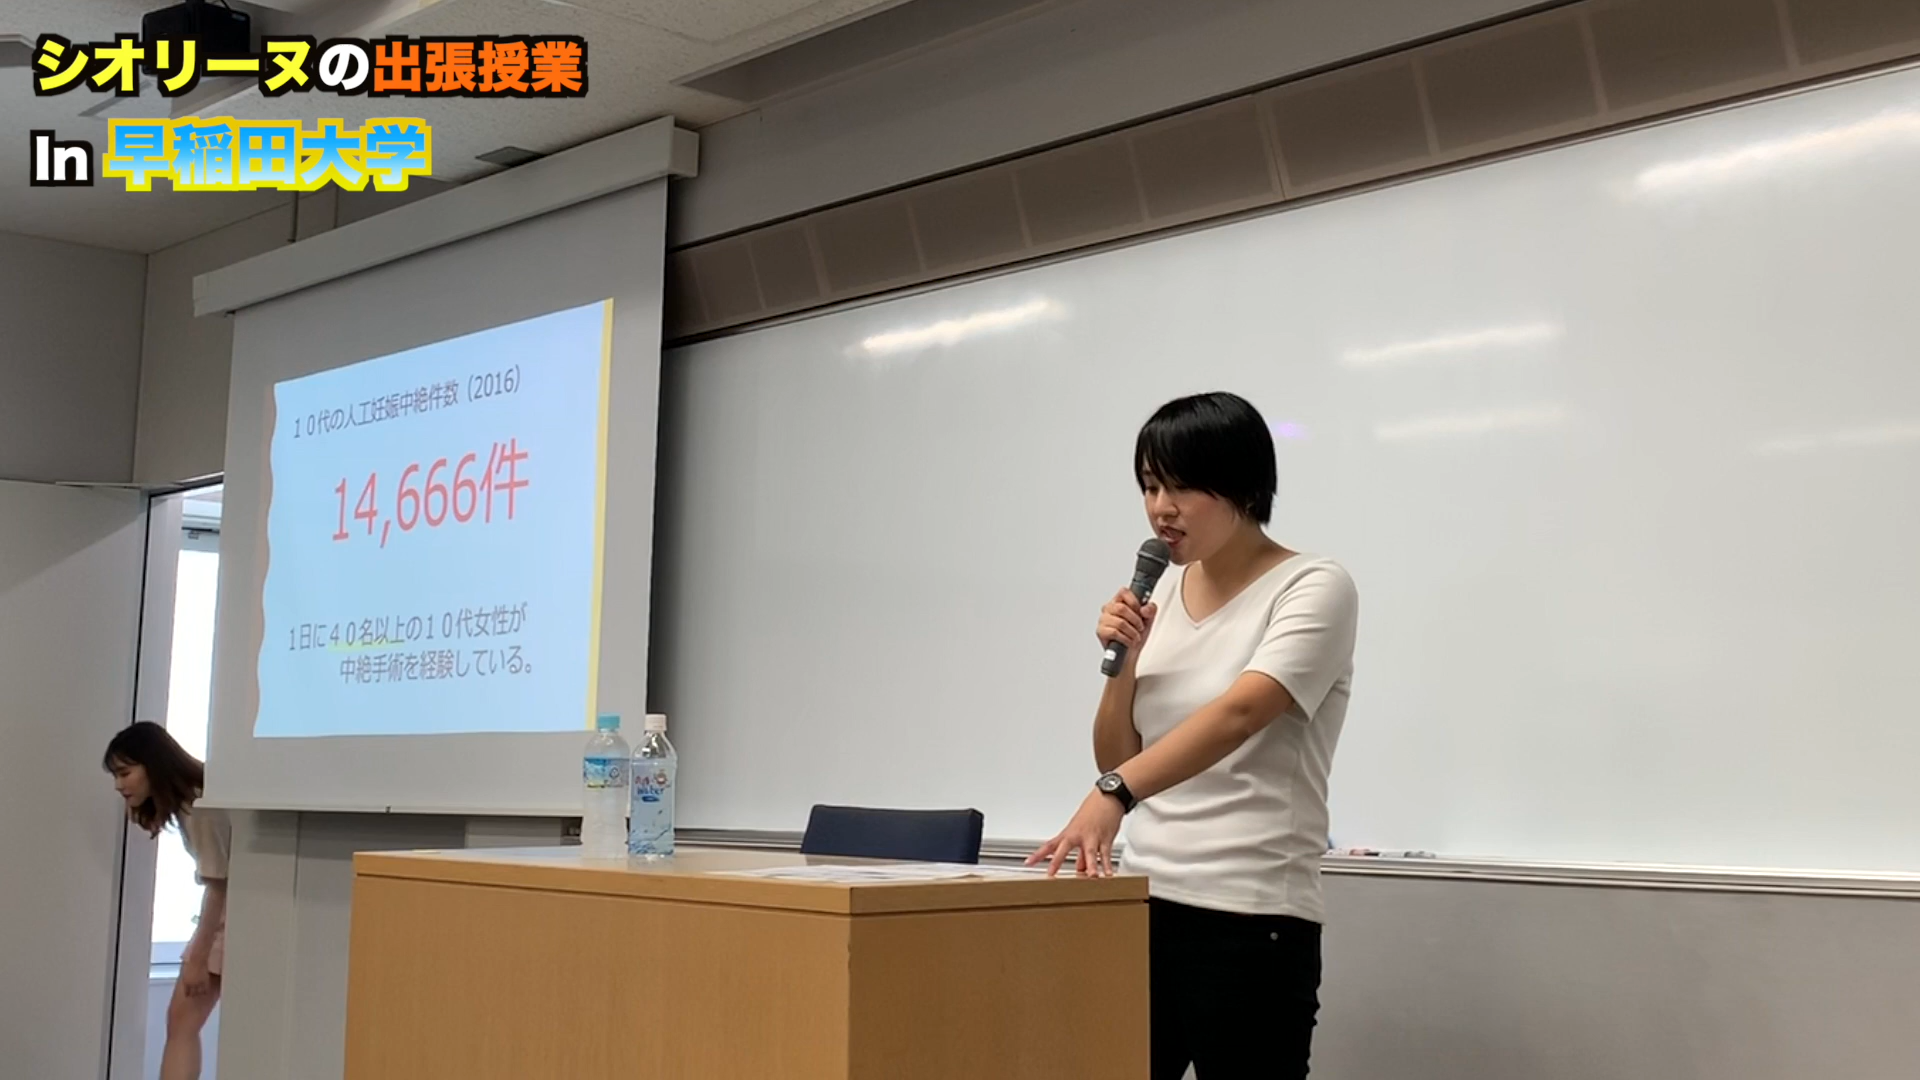 シオリーヌの出張授業
In 早稲田大学
１０代の人工妊娠中絶件数（2016）
14,666件
1日に４０名以上の１０代女性が
中絶手術を経験している。